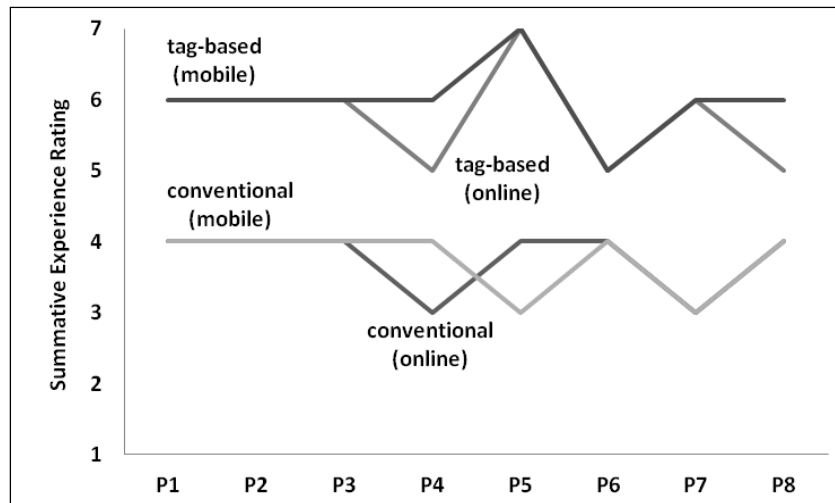 Summative Experience Rating
7
6
5
4
3
2
1
tag-based
(mobile)
tag-based
(online)
conventional
(mobile)
conventional
(online)
P1 P2 P3 P4 P5 P6 P7 P8